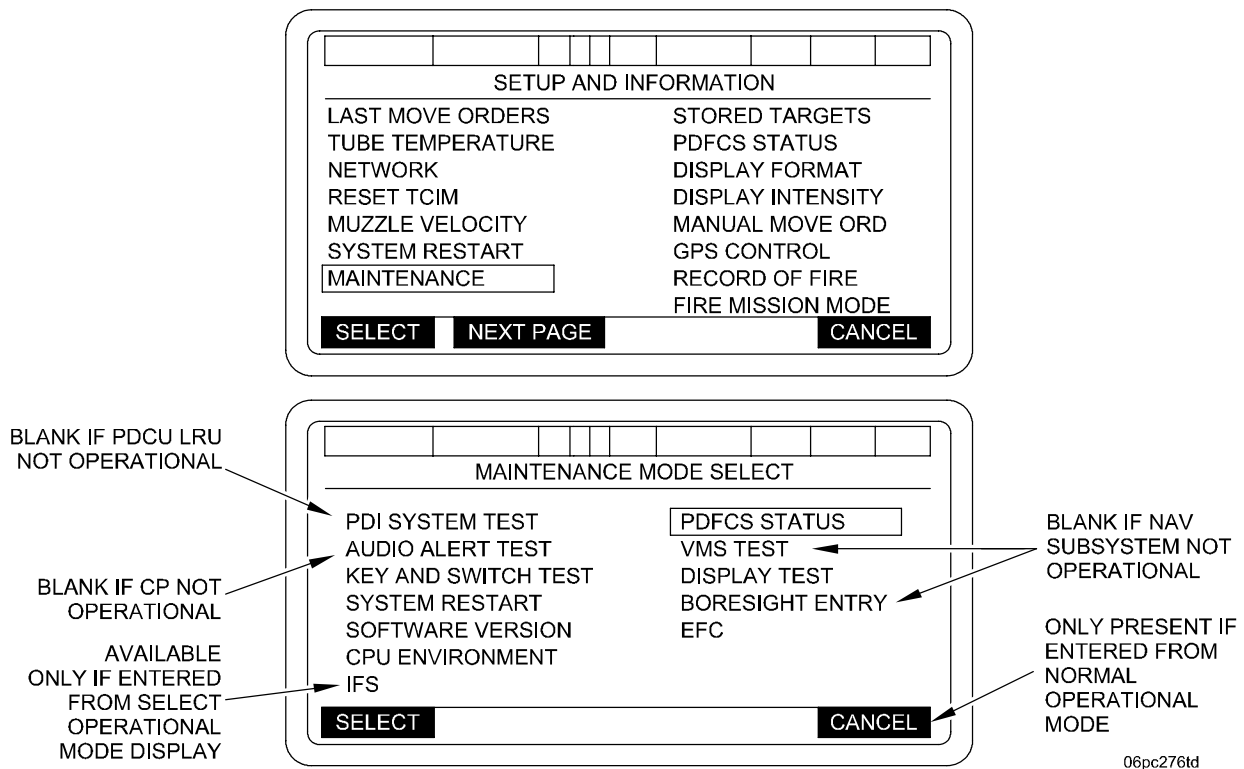 SETUP AND INFORMATION
LAST MOVE ORDERS
TUBE TEMPERATURE
NETWORK
RESET TCIM
MUZZLE VELOCITY
SYSTEM RESTART
MAINTENANCE
STORED TARGETS
PDFCS STATUS
DISPLAY FORMAT
DISPLAY INTENSITY
MANUAL MOVE ORD
GPS CONTROL
RECORD OF FIRE
FIRE MISSION MODE
SELECT NEXT PAGE CANCEL
BLANK IF PDCU LRU
NOT OPERATIONAL
BLANK IF CP NOT
OPERATIONAL
AVAILABLE
ONLY IF ENTERED
FROM SELECT
OPERATIONAL
MODE DISPLAY
MAINTENANCE MODE SELECT
PDI SYSTEM TEST
AUDIO ALERT TEST
KEY AND SWITCH TEST
SYSTEM RESTART
SOFTWARE VERSION
CPU ENVIRONMENT
IFS
PDFCS STATUS
VMS TEST
DISPLAY TEST
BORESIGHT ENTRY
EFC
SELECT CANCEL
BLANK IF NAV
SUBSYSTEM NOT
OPERATIONAL
ONLY PRESENT IF
ENTERED FROM
NORMAL
OPERATIONAL
MODE
06pc276td